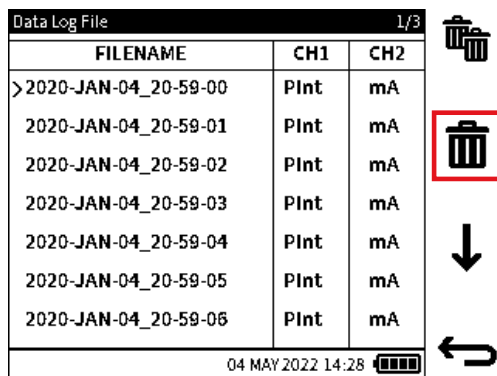 Data Log File 1/3
FILENAME CH1 CH2
>2020-JAN-04_20-59-00 PInt mA
2020-JAN-04_20-59-01 PInt mA
2020-JAN-04_20-59-02 PInt mA
2020-JAN-04_20-59-03 PInt mA
2020-JAN-04_20-59-04 PInt mA
2020-JAN-04_20-59-05 PInt mA
2020-JAN-04_20-59-06 PInt mA
04 MAY 2022 14:28